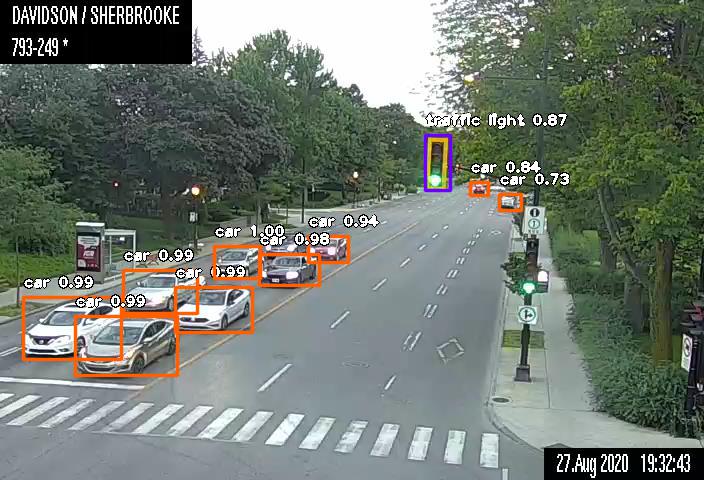 DAVIDSON / SHERBROOKE
793-249 *
traffic light 0.87
car 0.84
car 0.73
car 0.94
car 1.00
car 0.98
car 0.99
car 0.99
car 0.99
car 0.99
27.Aug 2020 19:32:43